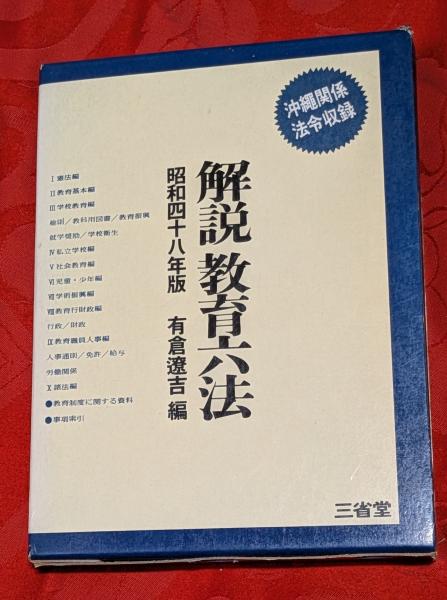 沖繩関係
法令収録
解説 教育六法
昭和四十八年版 有倉遼吉 編
Ⅰ憲法編
Ⅱ教育基本編
Ⅲ学校教育編
総則／教科用図書／教育振興
就学奨励／学校衛生
Ⅳ私立学校編
Ⅴ社会教育編
Ⅵ児童・少年編
Ⅶ学術振興編
Ⅷ教育行財政編
行政／財政
Ⅸ教育職員人事編
人事通則／免許／給与
労働関係
Ⅹ諸法編
●教育制度に関する資料
●事項索引
三省堂